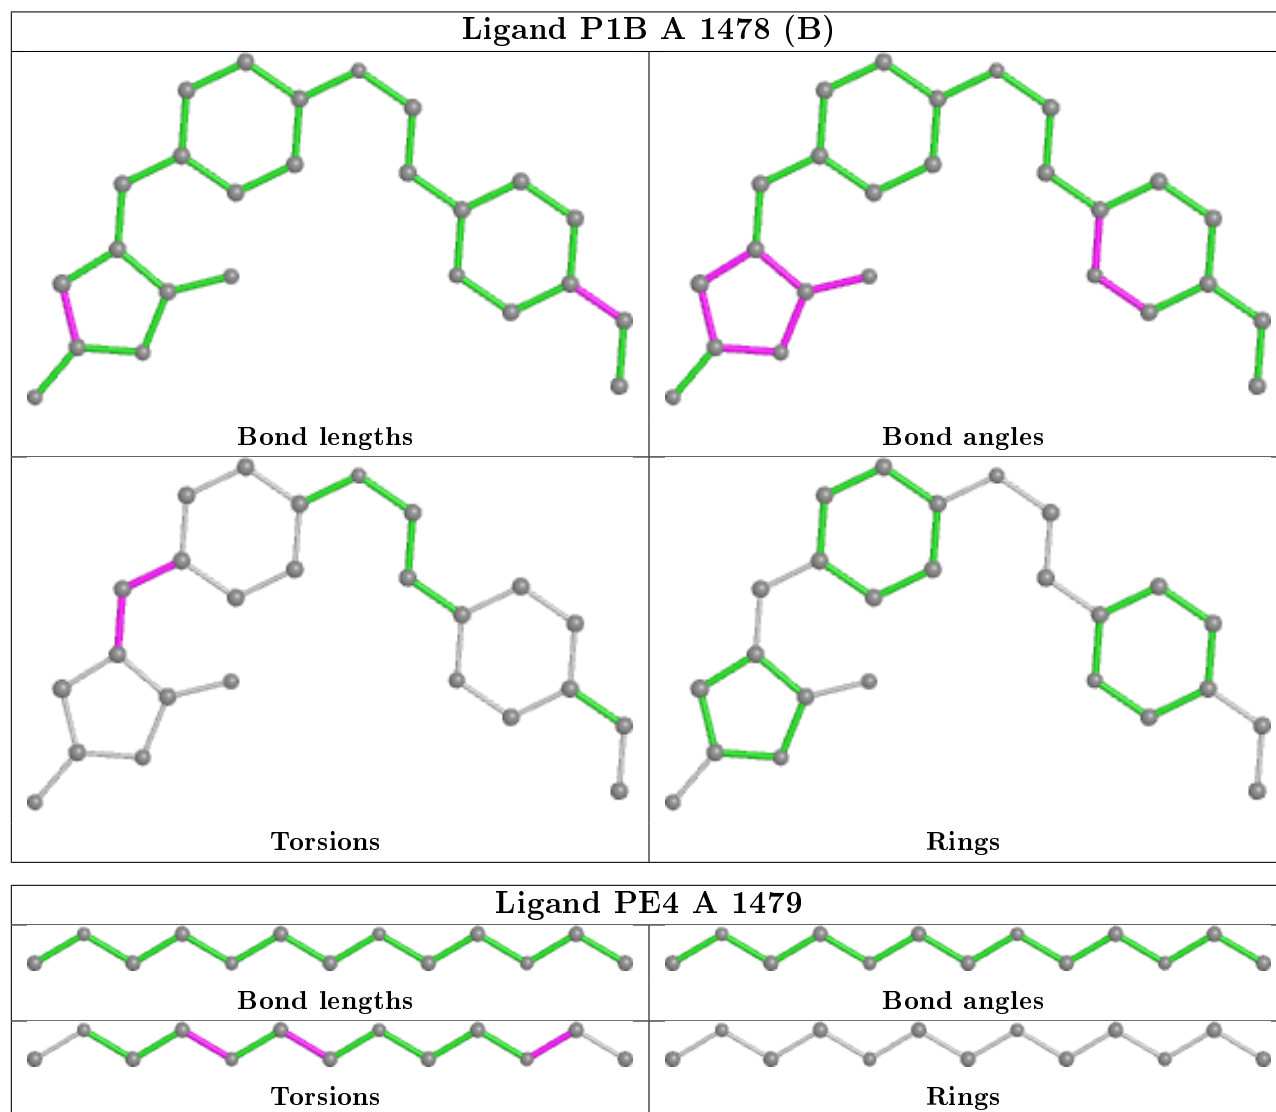 Ligand P1B A 1478 (B)
Bond lengths
Bond angles
Torsions
Rings
Ligand PE4 A 1479
Bond lengths
Bond angles
Torsions
Rings